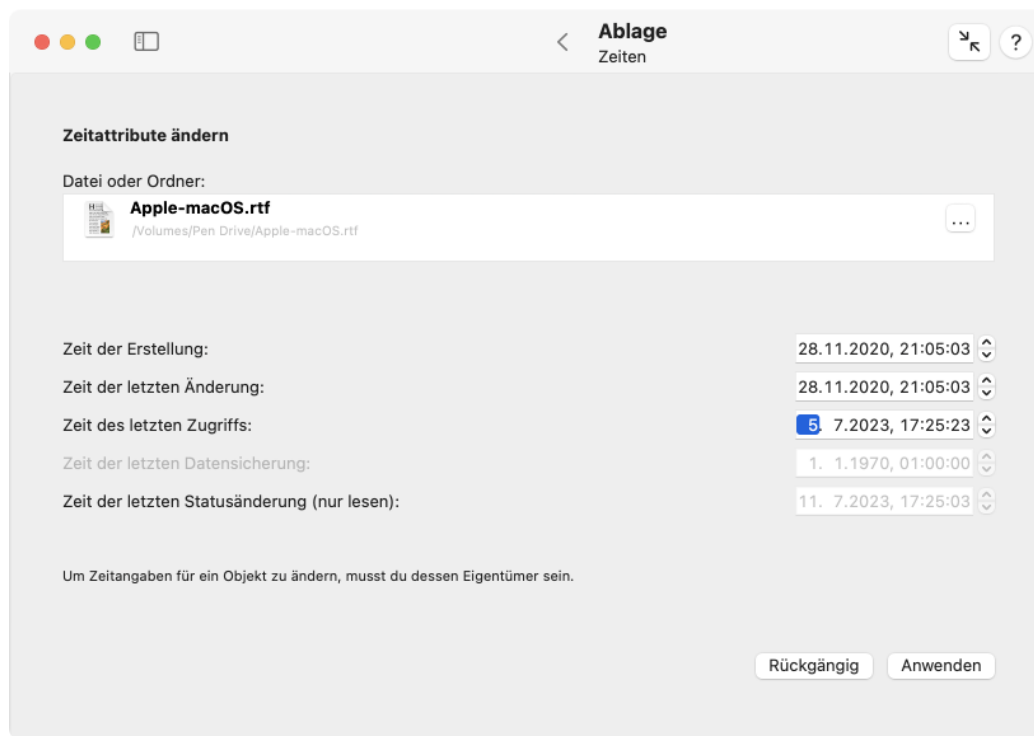 Ablage
Zeiten
?
Zeitattribute ändern
Datei oder Ordner:
Apple-macOS.rtf
/Volumes/Pen Drive/Apple-macOS.rtf
...
Zeit der Erstellung: 28.11.2020, 21:05:03
Zeit der letzten Änderung: 28.11.2020, 21:05:03
Zeit des letzten Zugriffs: 5. 7.2023, 17:25:23
Zeit der letzten Datensicherung: 1. 1.1970, 01:00:00
Zeit der letzten Statusänderung (nur lesen): 11. 7.2023, 17:25:03
Um Zeitangaben für ein Objekt zu ändern, musst du dessen Eigentümer sein.
Rückgängig Anwenden